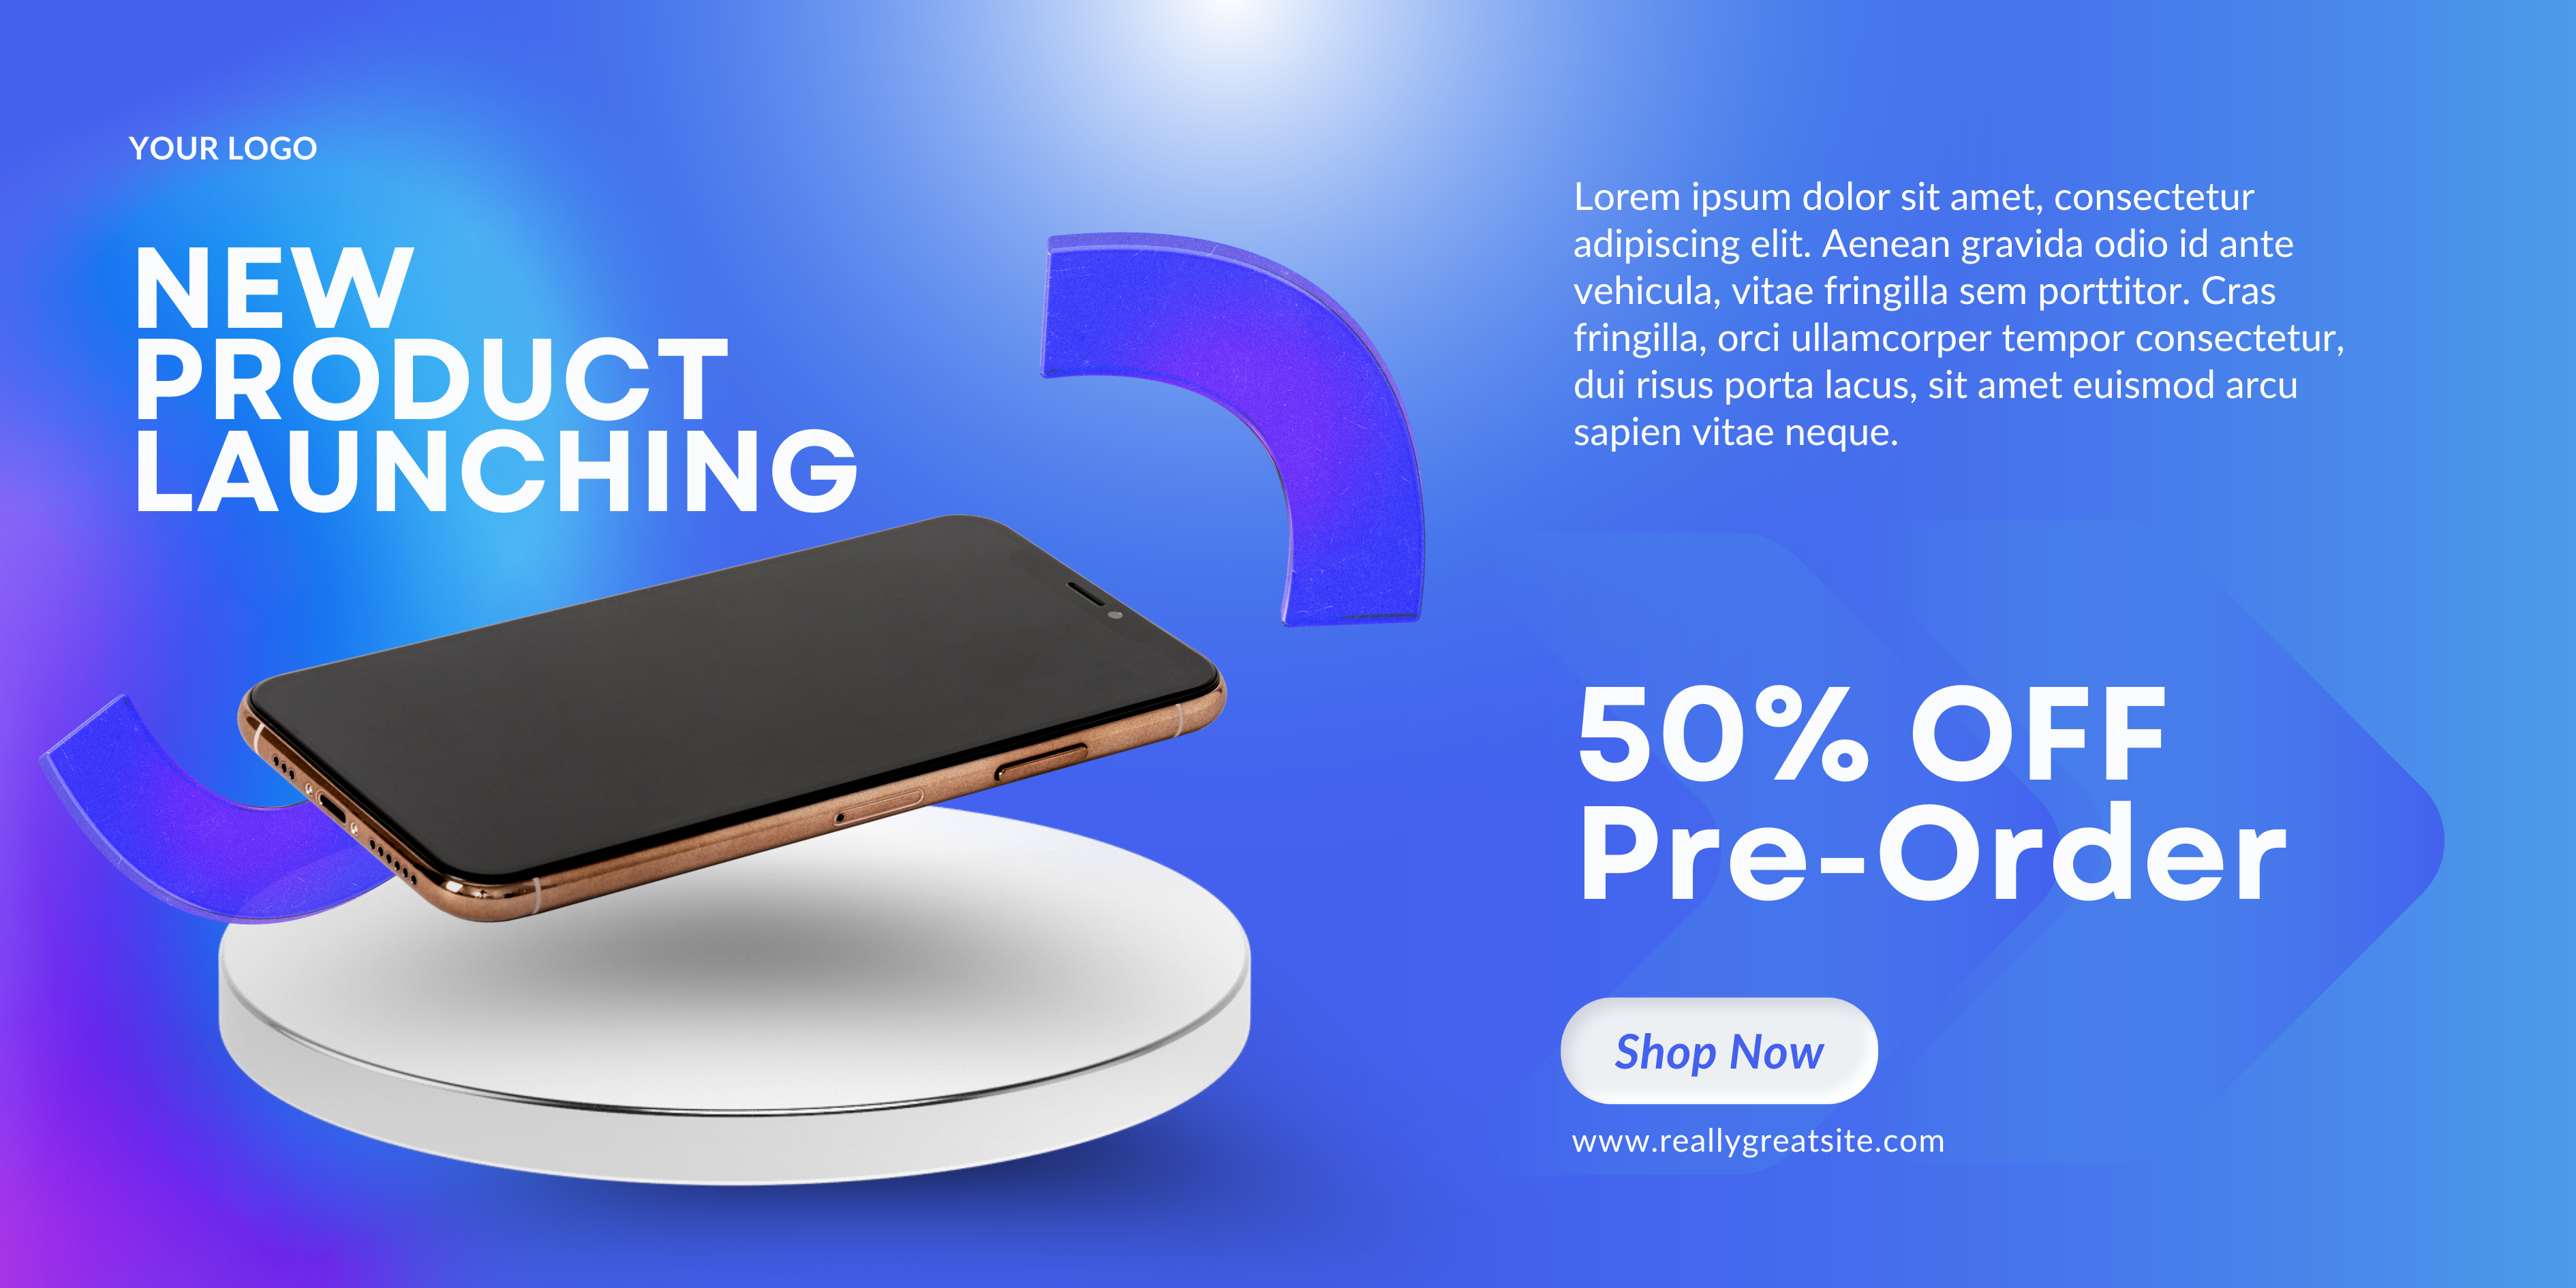 YOUR LOGO
NEW
PRODUCT
LAUNCHING
Lorem ipsum dolor sit amet, consectetur
adipiscing elit. Aenean gravida odio id ante
vehicula, vitae fringilla sem porttitor. Cras
fringilla, orci ullamcorper tempor consectetur,
dui risus porta lacus, sit amet euismod arcu
sapien vitae neque.
50% OFF
Pre-Order
Shop Now
www.reallygreatsite.com